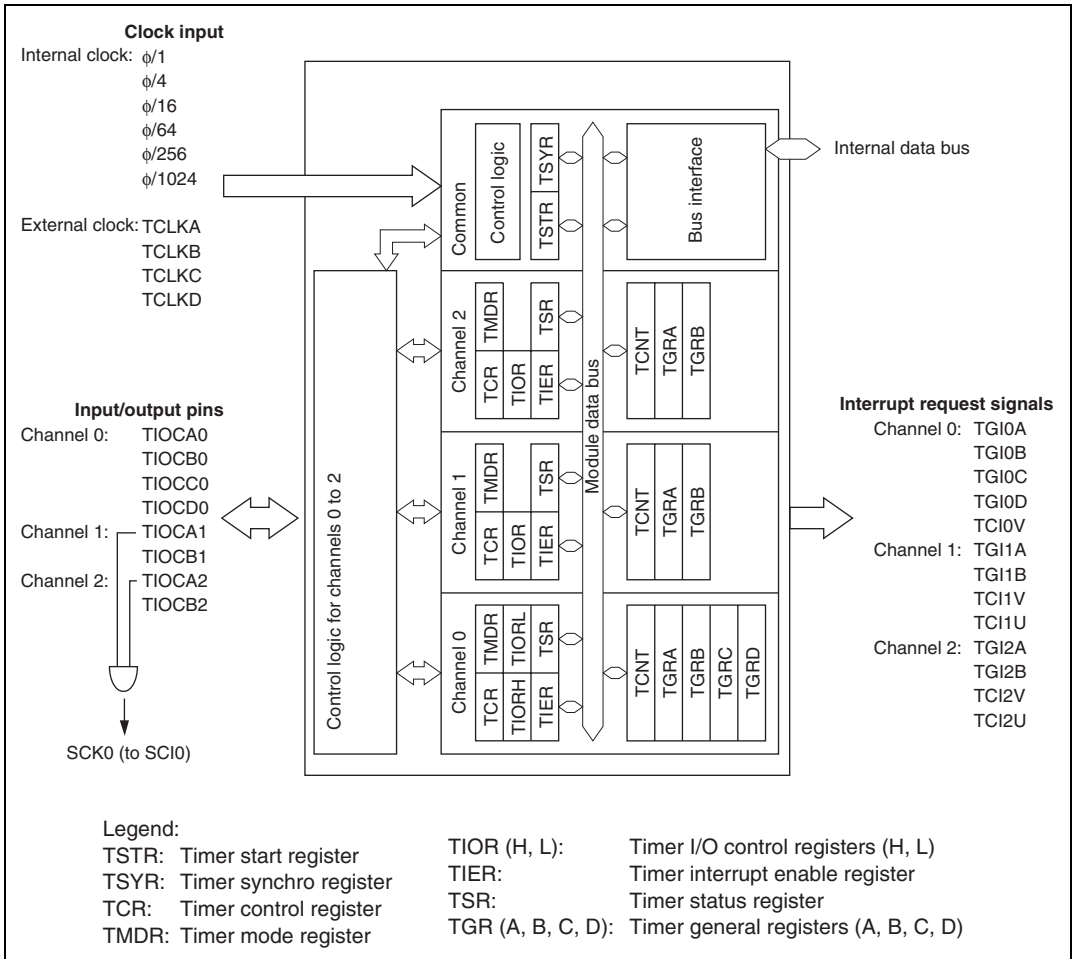 Clock input
Internal clock: ϕ/1
ϕ/4
ϕ/16
ϕ/64
ϕ/256
ϕ/1024
External clock: TCLKA
TCLKB
TCLKC
TCLKD
Input/output pins
Channel 0: TIOCA0
TIOCB0
TIOCC0
TIOCD0
Channel 1: TIOCA1
TIOCB1
Channel 2: TIOCA2
TIOCB2
SCK0 (to SCI0)
Control logic for channels 0 to 2
Common
Control logic
TSTR TSYR
Bus interface
Module data bus
Channel 2
TCR TMDR
TIOR
TIER TSR
TCNT
TGRA
TGRB
Channel 1
TCR TMDR
TIOR
TIER TSR
TCNT
TGRA
TGRB
Channel 0
TCR TMDR
TIORH TIORL
TIER TSR
TCNT
TGRA
TGRB
TGRC
TGRD
Internal data bus
Interrupt request signals
Channel 0: TGI0A
TGI0B
TGI0C
TGI0D
TCI0V
Channel 1: TGI1A
TGI1B
TCI1V
TCI1U
Channel 2: TGI2A
TGI2B
TCI2V
TCI2U
Legend:
TSTR: Timer start register
TSYR: Timer synchro register
TCR: Timer control register
TMDR: Timer mode register
TIOR (H, L): Timer I/O control registers (H, L)
TIER: Timer interrupt enable register
TSR: Timer status register
TGR (A, B, C, D): Timer general registers (A, B, C, D)